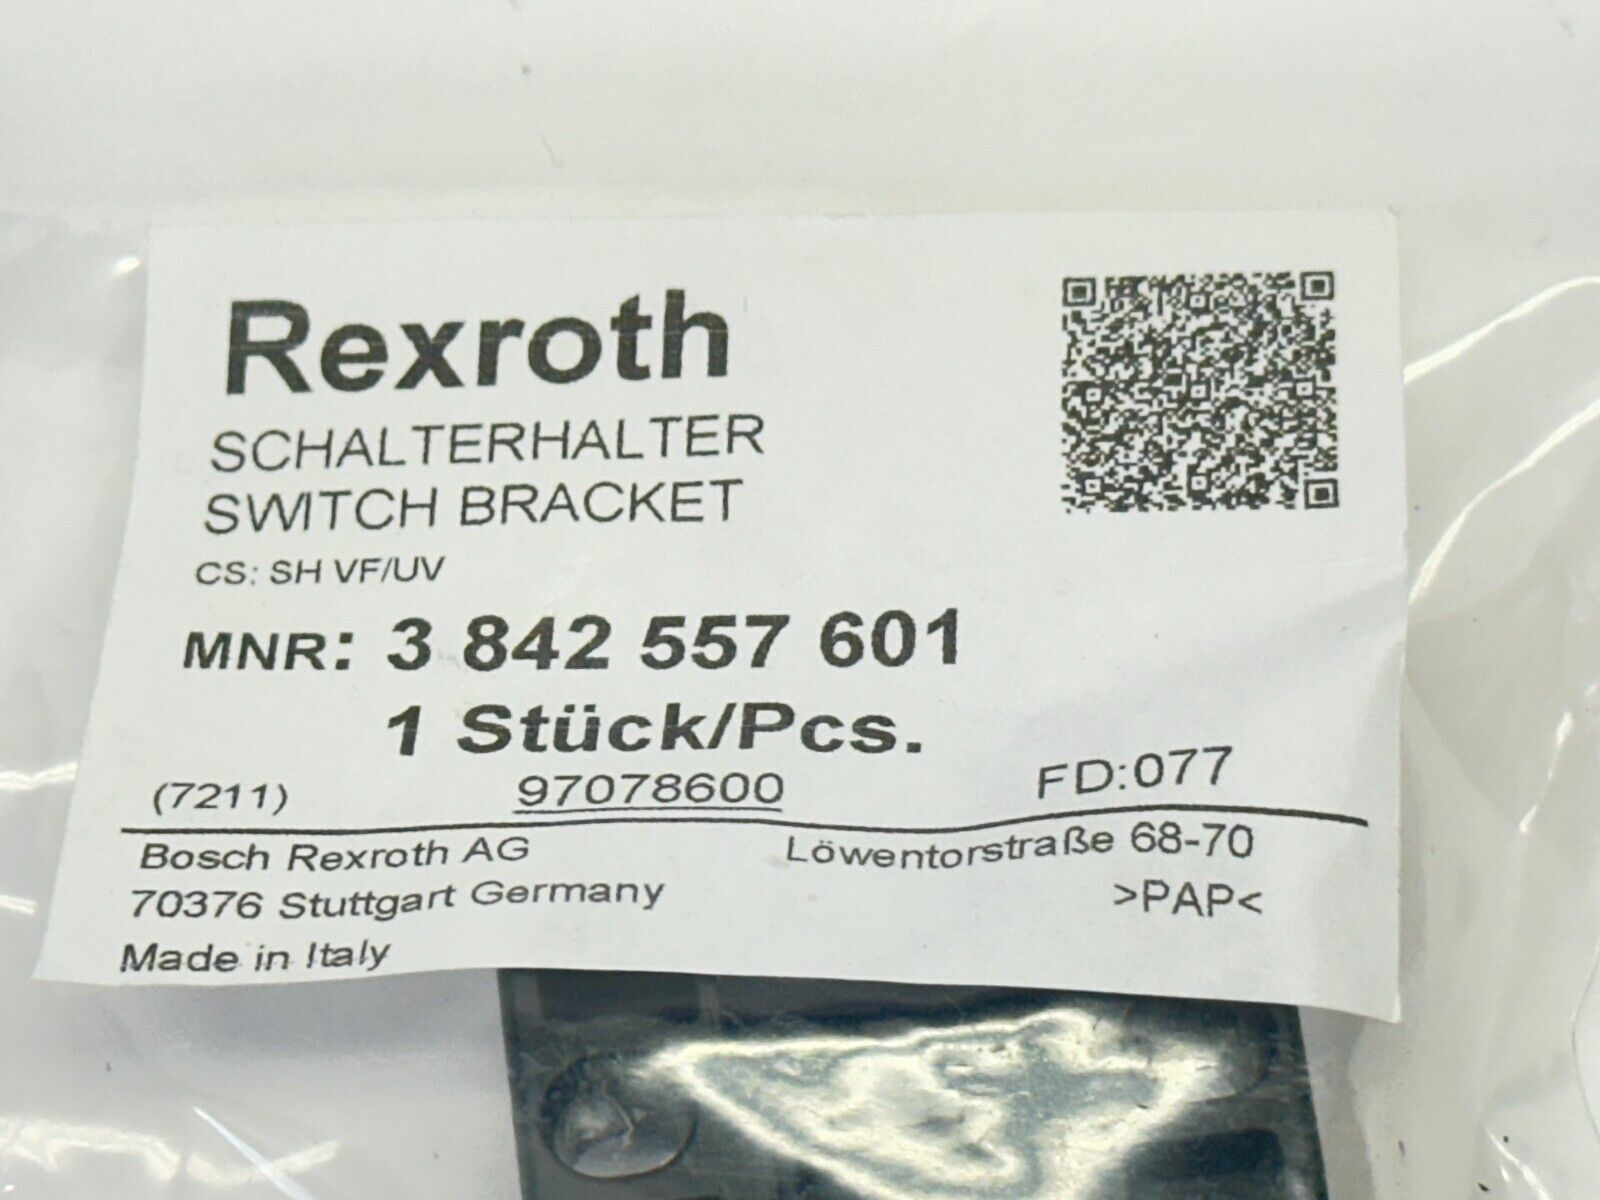 Rexroth
SCHALTERHALTER
SWITCH BRACKET
CS: SH VF/UV
MNR: 3 842 557 601
1 Stück/Pcs.
(7211) 97078600 FD:077
Bosch Rexroth AG Löwentorstraße 68-70
70376 Stuttgart Germany >PAP<
Made in Italy